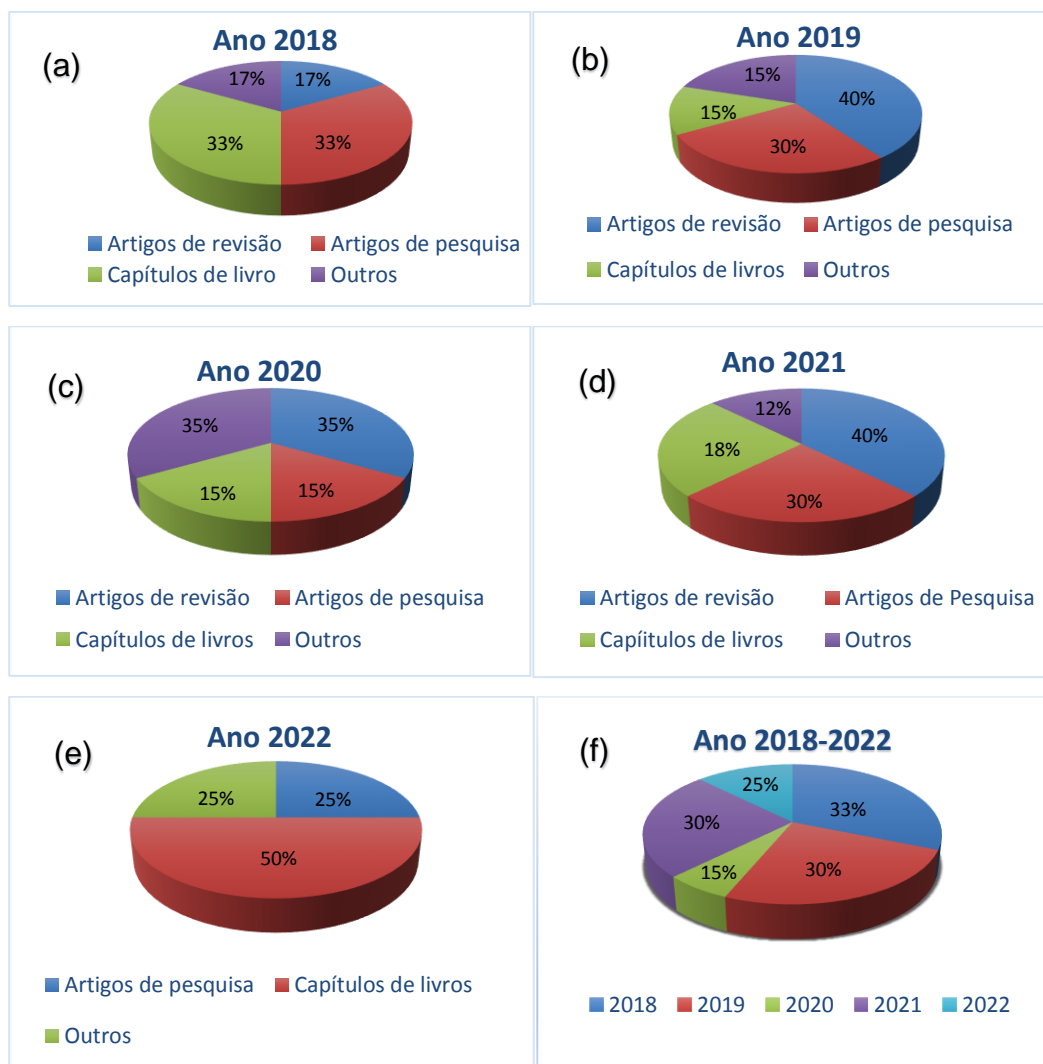 (a)
Ano 2018
17% 17%
33% 33%
Artigos de revisão Artigos de pesquisa
Capítulos de livro Outros
(b)
Ano 2019
15%
40%
15%
30%
Artigos de revisão Artigos de pesquisa
Capítulos de livros Outros
(c)
Ano 2020
35% 35%
15% 15%
Artigos de revisão Artigos de pesquisa
Capítulos de livros Outros
(d)
Ano 2021
12%
40%
18%
30%
Artigos de revisão Artigos de Pesquisa
Capíitulos de livros Outros
(e)
Ano 2022
25% 25%
50%
Artigos de pesquisa Capítulos de livros
Outros
(f)
Ano 2018-2022
25%
33%
30%
15% 30%
2018 2019 2020 2021 2022